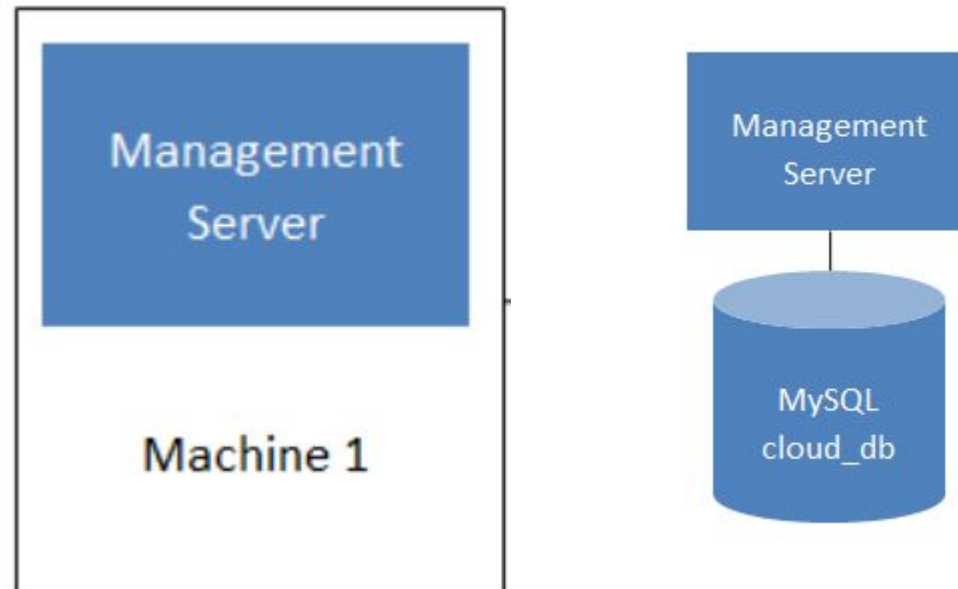 Management
Server
Machine 1
Management
Server
MySQL
cloud_db